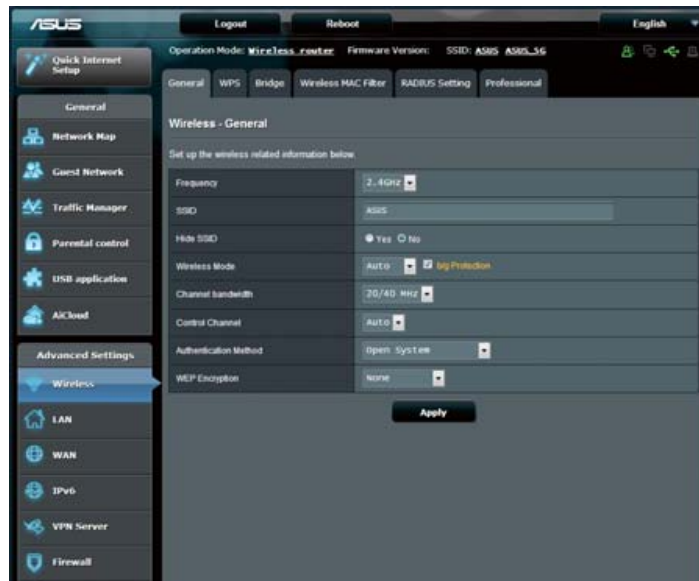 ASUS
Logout
Reboot
English
Quick Internet Setup
Operation Mode: Wireless router Firmware Version: SSID: ASUS ASUS_5G
General
WPS
Bridge
Wireless MAC Filter
RADIUS Setting
Professional
General
Network Map
Guest Network
Traffic Manager
Parental control
USB application
AiCloud
Advanced Settings
Wireless
LAN
WAN
IPv6
VPN Server
Firewall
Wireless - General
Set up the wireless related information below.
Frequency 2.4GHz
SSID ASUS
Hide SSID Yes No
Wireless Mode Auto b/g Protection
Channel bandwidth 20/40 MHz
Control Channel Auto
Authentication Method Open System
WEP Encryption None
Apply